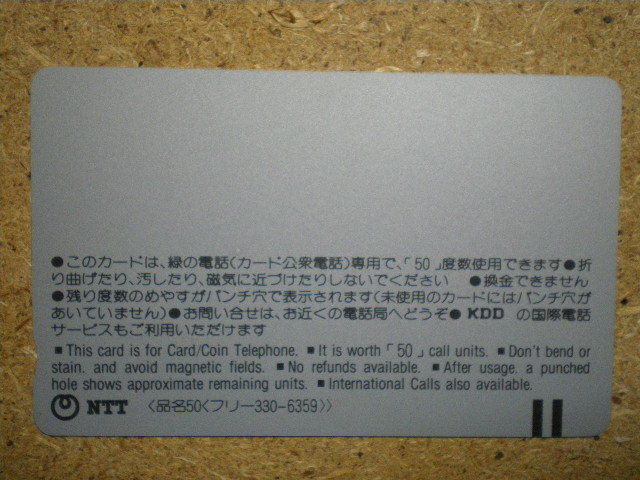 ●このカードは、緑の電話(カード公衆電話)専用で、「50」度数使用できます●折
り曲げたり、汚したり、磁気に近づけたりしないでください　●換金できません
●残り度数のめやすがパンチ穴で表示されます(未使用のカードにはパンチ穴が
あいていません)●お問い合せは、お近くの電話局へどうぞ● KDD の国際電話
サービスもご利用いただけます
■ This card is for Card/Coin Telephone. ■ It is worth「50」call units. ■ Don't bend or
stain. and avoid magnetic fields. ■ No refunds available. ■ After usage, a punched
hole shows approximate remaining units. ■ International Calls also available.
NTT 〈品名50〈フリー330-6359〉〉